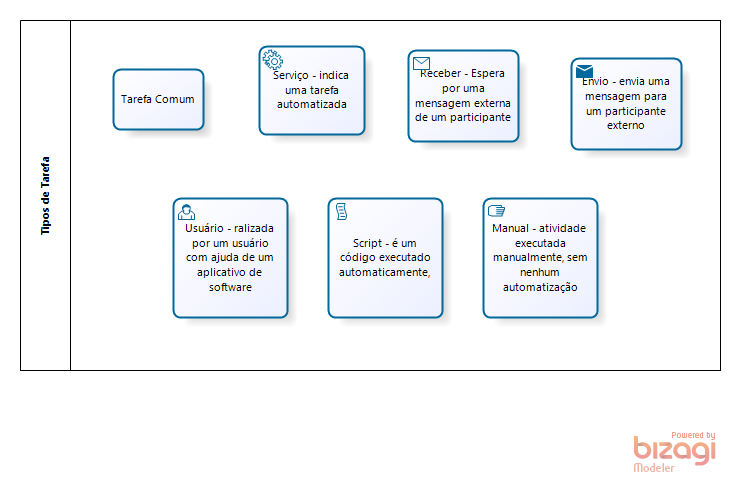 Tipos de Tarefa
Tarefa Comum
Serviço - indica
uma tarefa
automatizada
Receber - Espera
por uma
mensagem externa
de um participante
Envio - envia uma
mensagem para
um participante
externo
Usuário - ralizada
por um usuário
com ajuda de um
aplicativo de
software
Script - é um
código executado
automaticamente,
Manual - atividade
executada
manualmente, sem
nenhum
automatização
Powered by
bizagi
Modeler